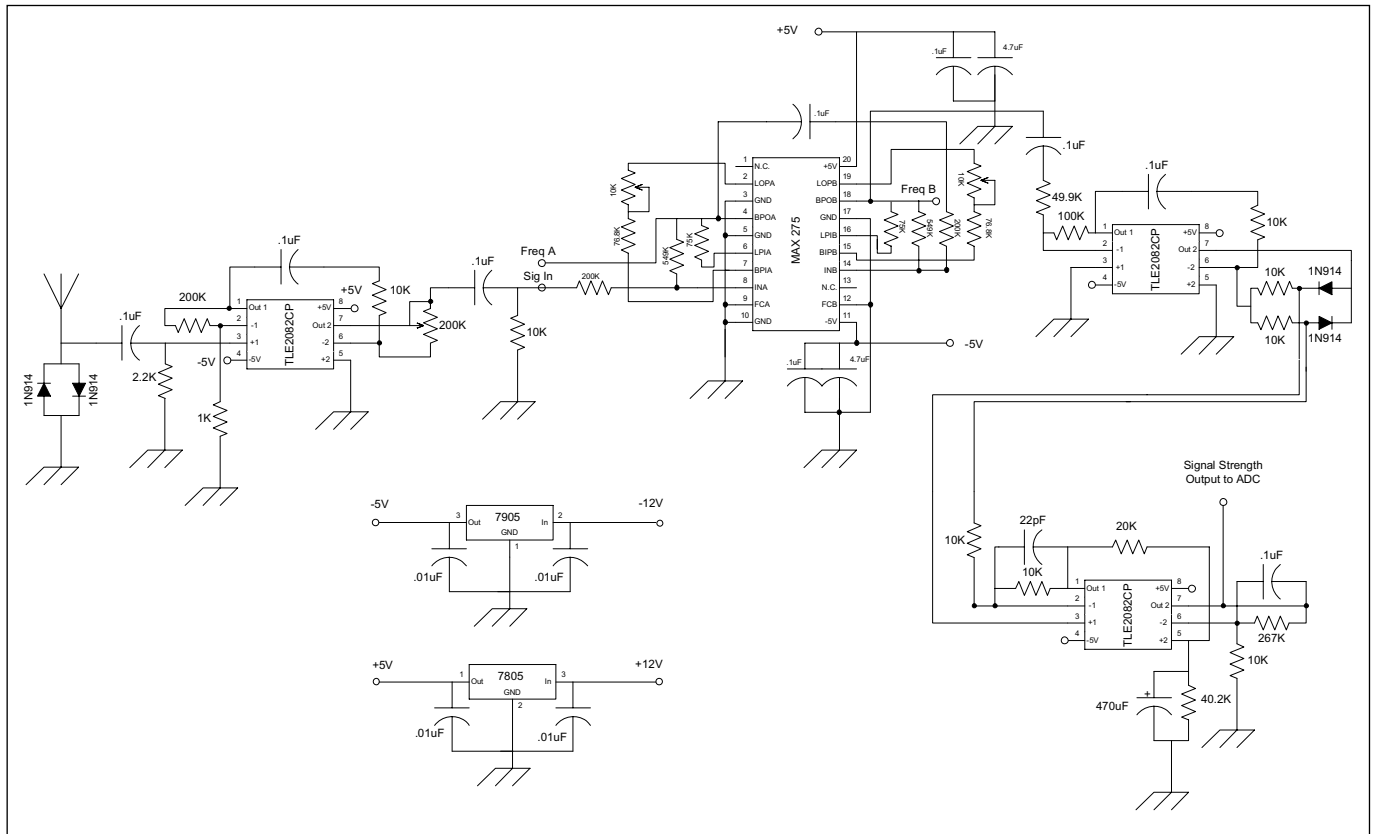 +5V
.1uF
4.7uF
.1uF
.1uF
10K
76.8K
549K
75K
MAX 275
1
N.C.
2
LOPA
3
GND
4
BPOA
5
GND
6
LPIA
7
BPIA
8
INA
9
FCA
10
GND
20
+5V
19
LOPB
18
BPOB
17
GND
16
LPIB
15
BIPB
14
INB
13
N.C.
12
FCB
11
-5V
Freq B
75K
549K
200K
10K
76.8K
49.9K
100K
.1uF
10K
TLE2082CP
1
Out 1
2
-1
3
+1
4
-5V
8
+5V
7
Out 2
6
-2
5
+2
10K
1N914
10K
1N914
.1uF
200K
+5V
10K
TLE2082CP
1
Out 1
2
-1
3
+1
4
-5V
-5V
8
+5V
7
Out 2
6
-2
5
+2
200K
.1uF
Freq A
Sig In
200K
10K
.1uF
1N914
1N914
2.2K
1K
-5V
.1uF
4.7uF
-5V
3
Out
7905
GND
In
2
1
-12V
.01uF
.01uF
+5V
1
Out
7805
GND
In
3
2
+12V
.01uF
.01uF
Signal Strength
Output to ADC
10K
22pF
10K
20K
TLE2082CP
1
Out 1
2
-1
3
+1
4
-5V
8
+5V
7
Out 2
6
-2
5
+2
.1uF
267K
10K
+
470uF
40.2K